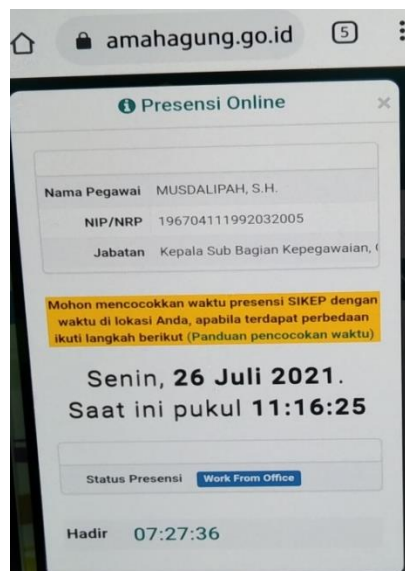 amahagung.go.id 5
Presensi Online
Nama Pegawai MUSDALIPAH, S.H.
NIP/NRP 196704111992032005
Jabatan Kepala Sub Bagian Kepegawaian,
Mohon mencocokkan waktu presensi SIKEP dengan
waktu di lokasi Anda, apabila terdapat perbedaan
ikuti langkah berikut (Panduan pencocokan waktu)
Senin, 26 Juli 2021.
Saat ini pukul 11:16:25
Status Presensi Work From Office
Hadir 07:27:36